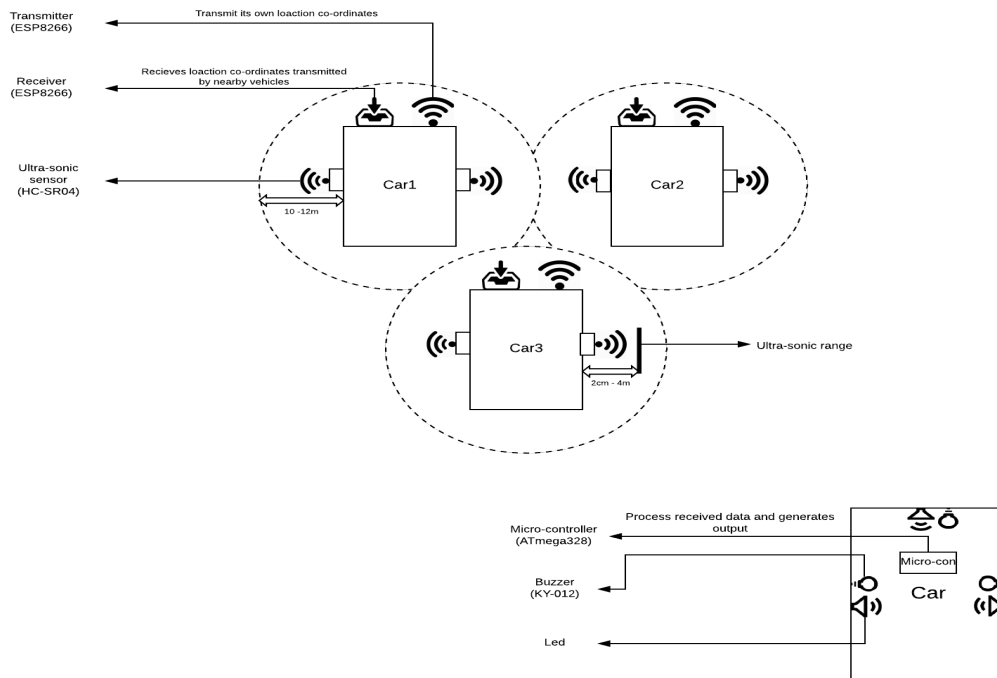 Transmitter
(ESP8266)
Transmit its own loaction co-ordinates
Receiver
(ESP8266)
Recieves loaction co-ordinates transmitted
by nearby vehicles
Ultra-sonic
sensor
(HC-SR04)
Car1
Car2
10 -12m
Car3
Ultra-sonic range
2cm - 4m
Micro-controller
(ATmega328)
Process received data and generates
output
Micro-con
Buzzer
(KY-012)
Car
Led